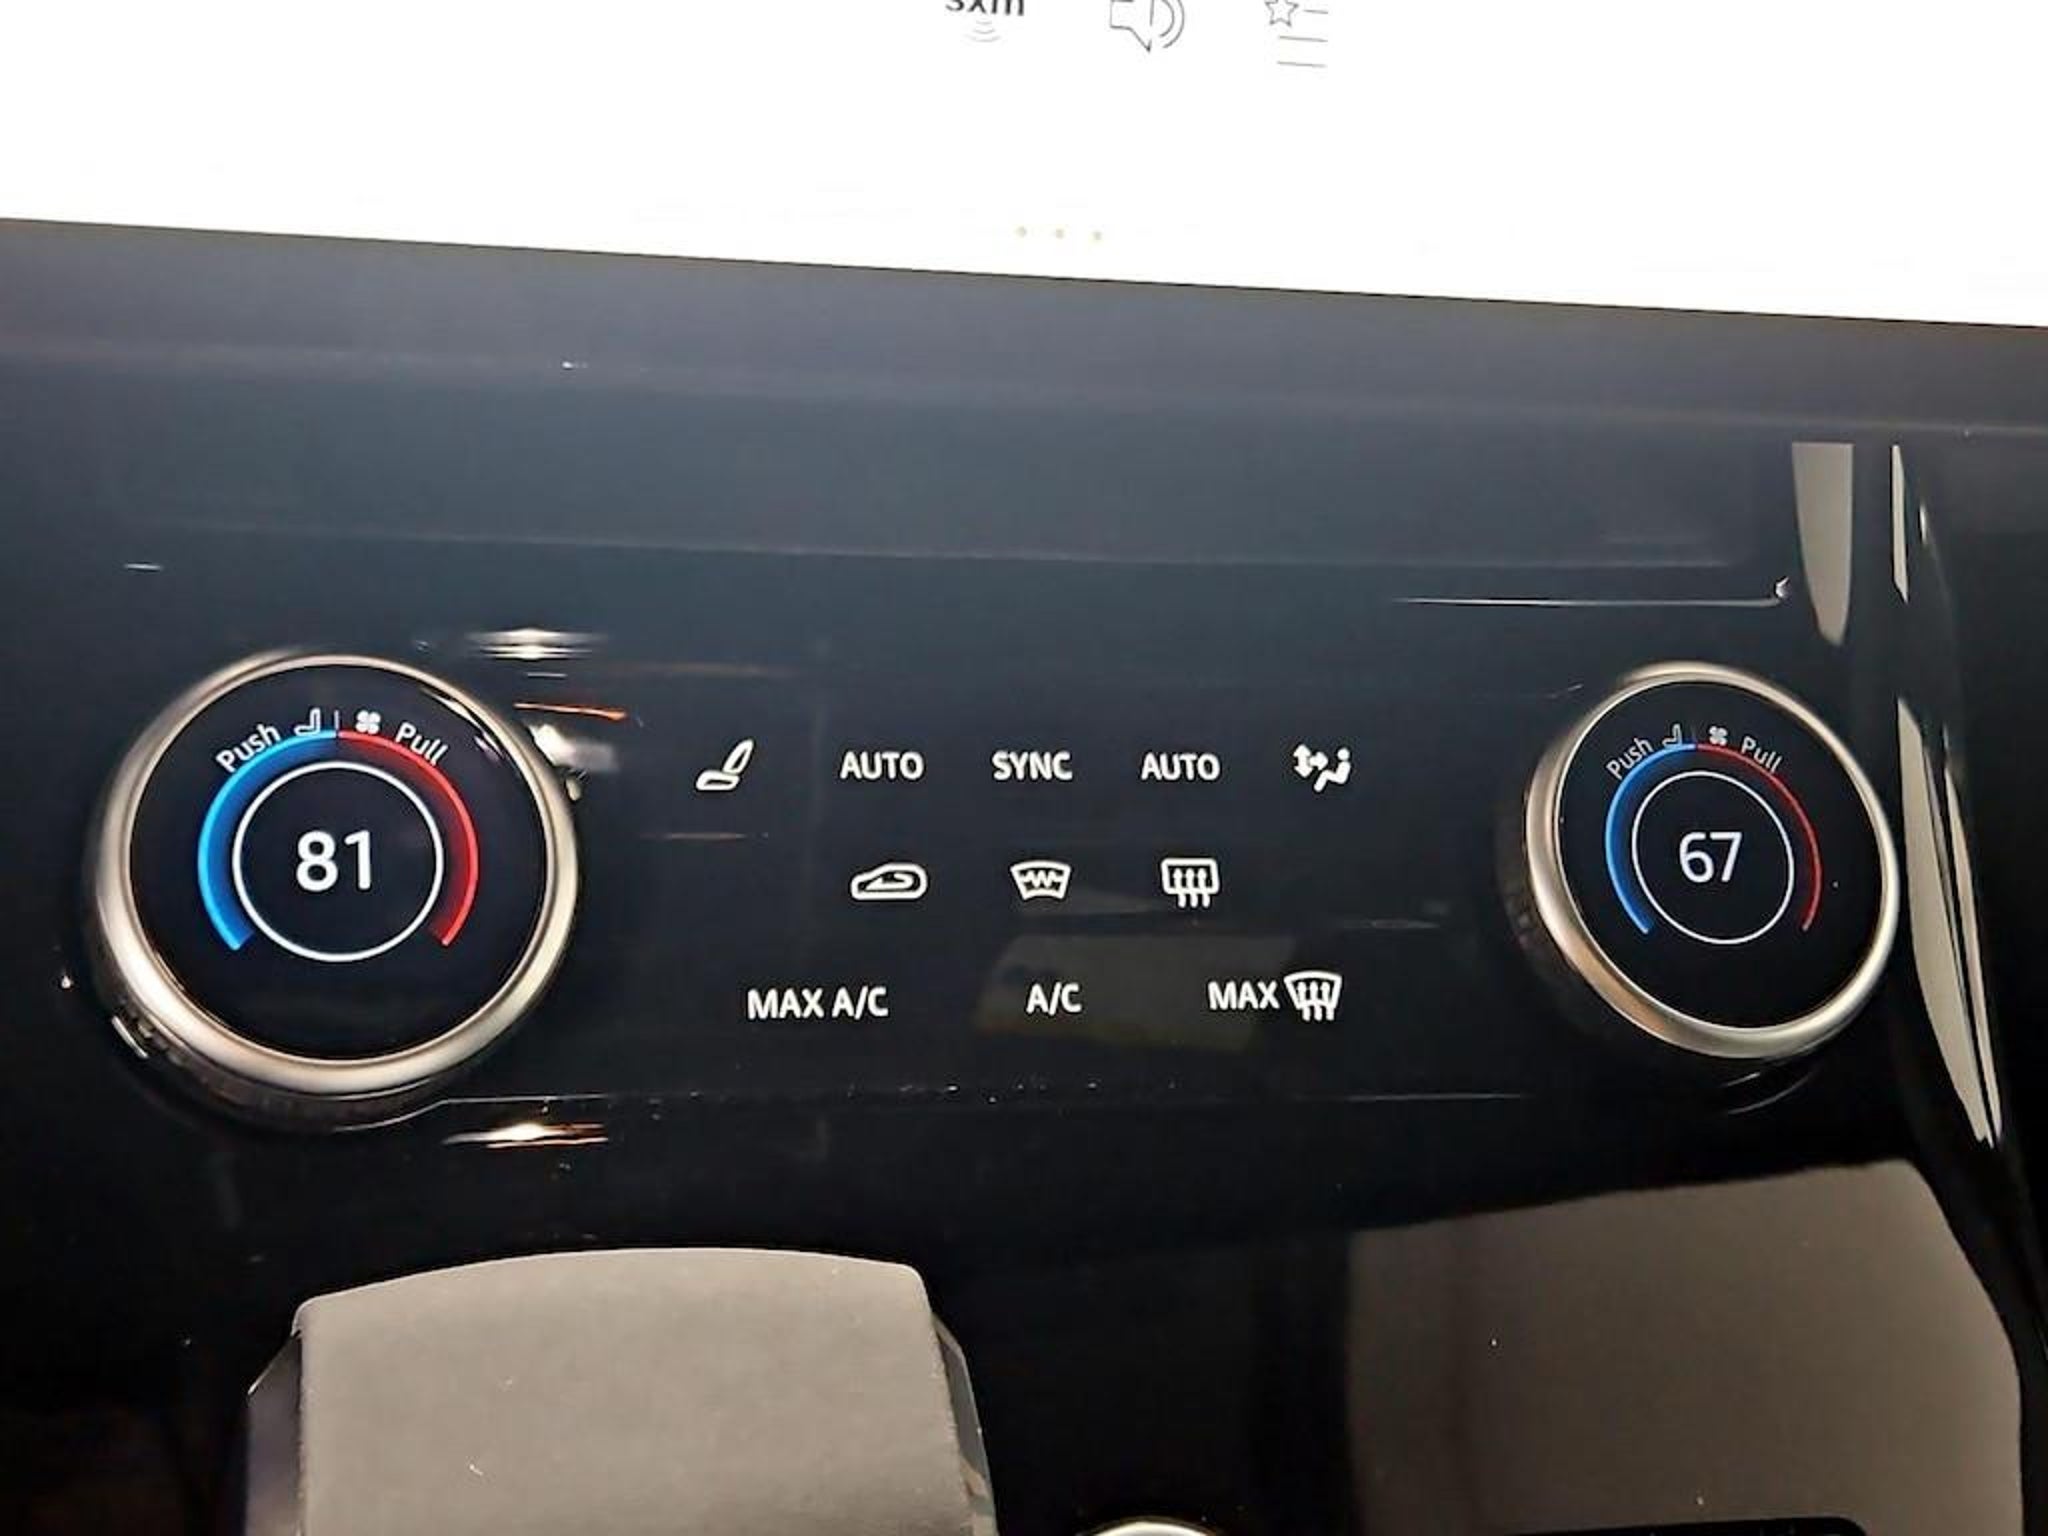 sxm
Push Pull
81
AUTO SYNC AUTO
MAX A/C A/C MAX
Push Pull
67